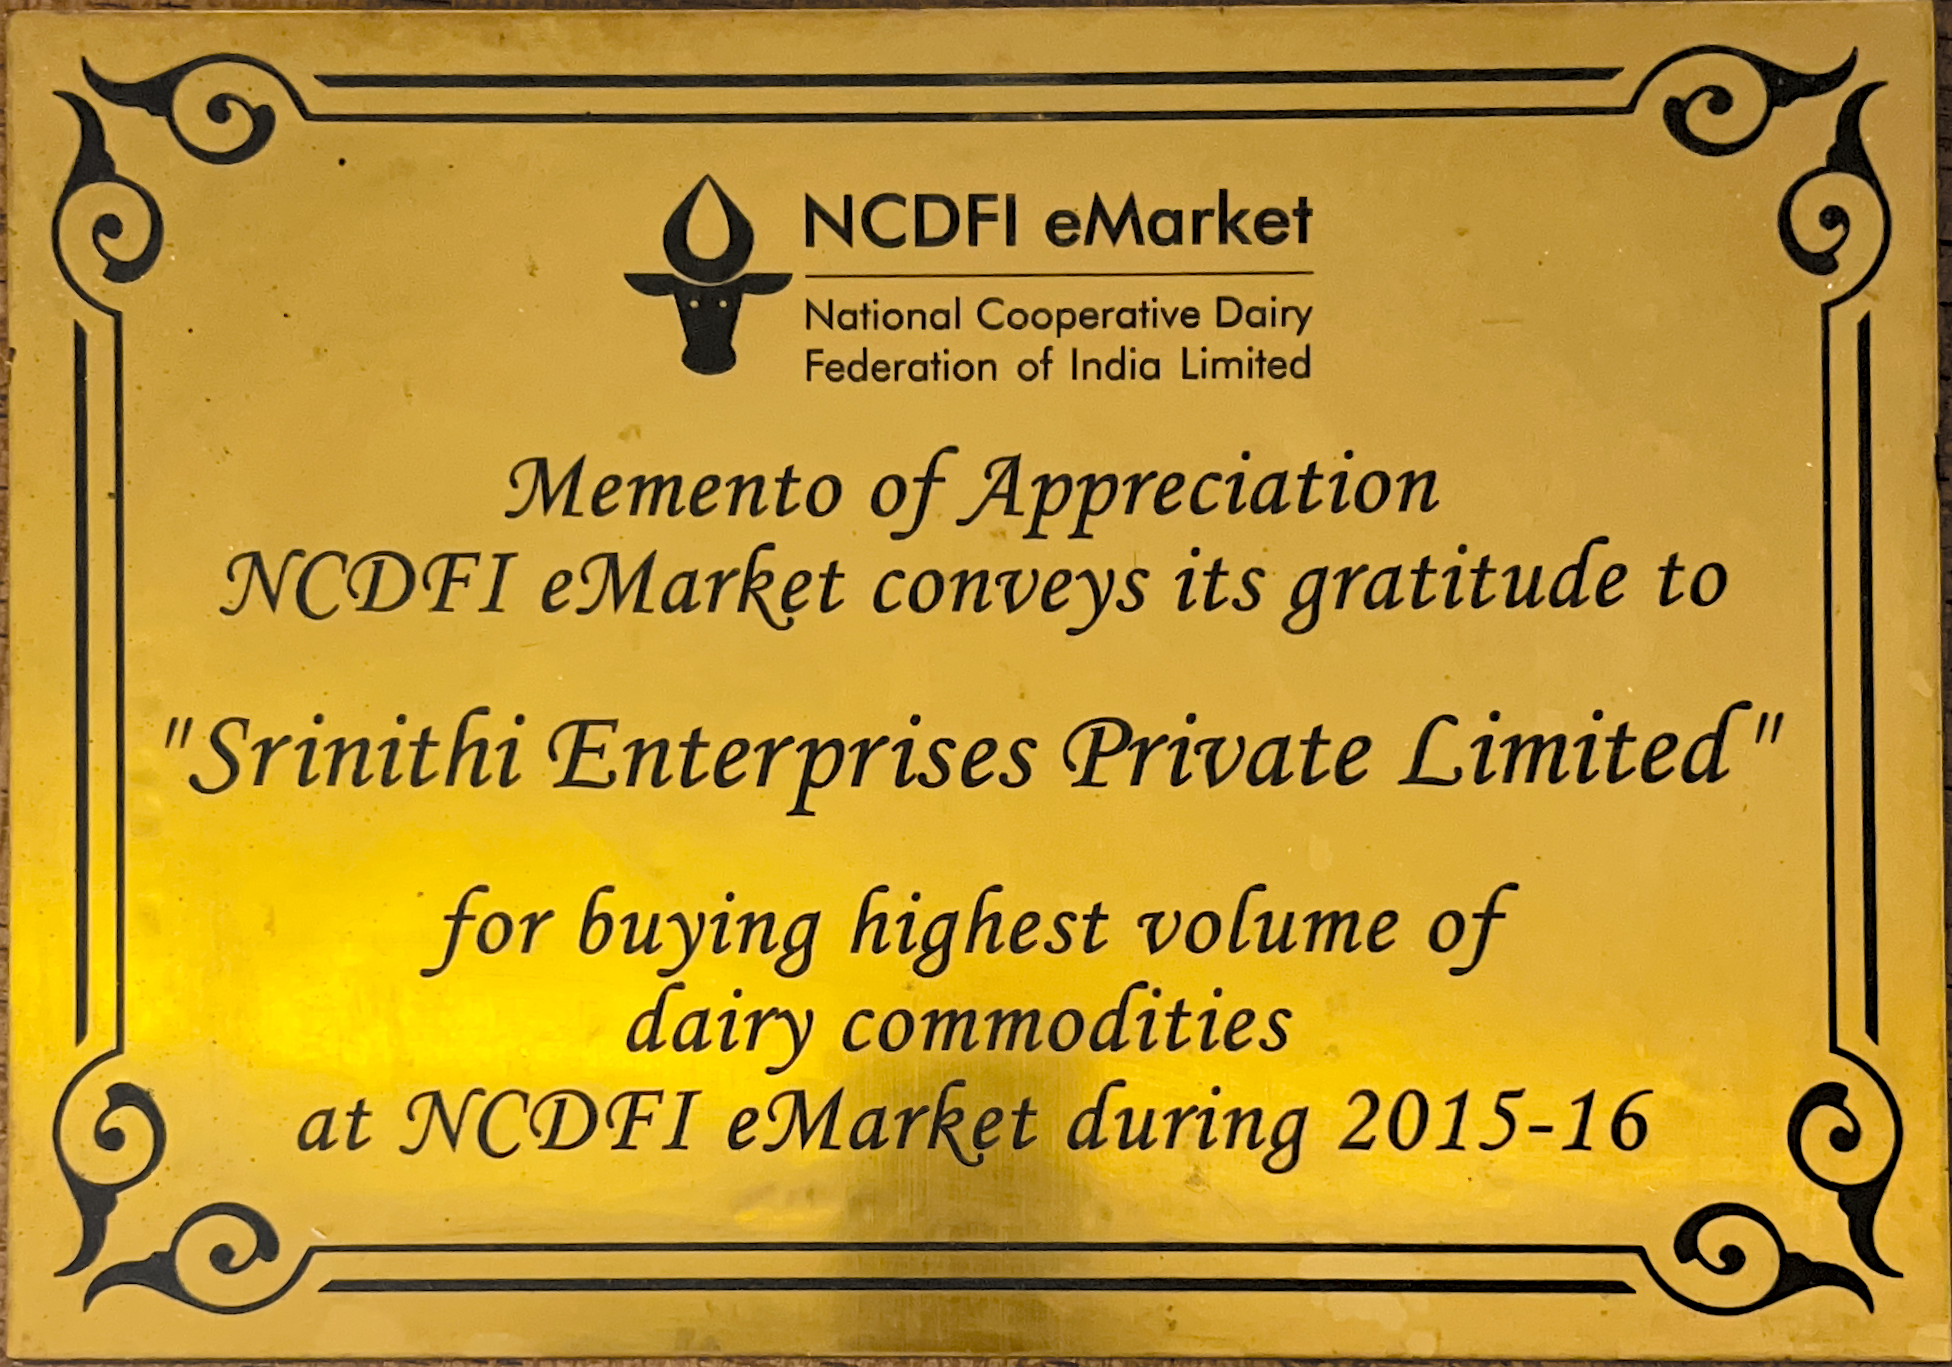 NCDFI eMarket
National Cooperative Dairy
Federation of India Limited
Memento of Appreciation
NCDFI eMarket conveys its gratitude to
"Srinithi Enterprises Private Limited"
for buying highest volume of
dairy commodities
at NCDFI eMarket during 2015-16